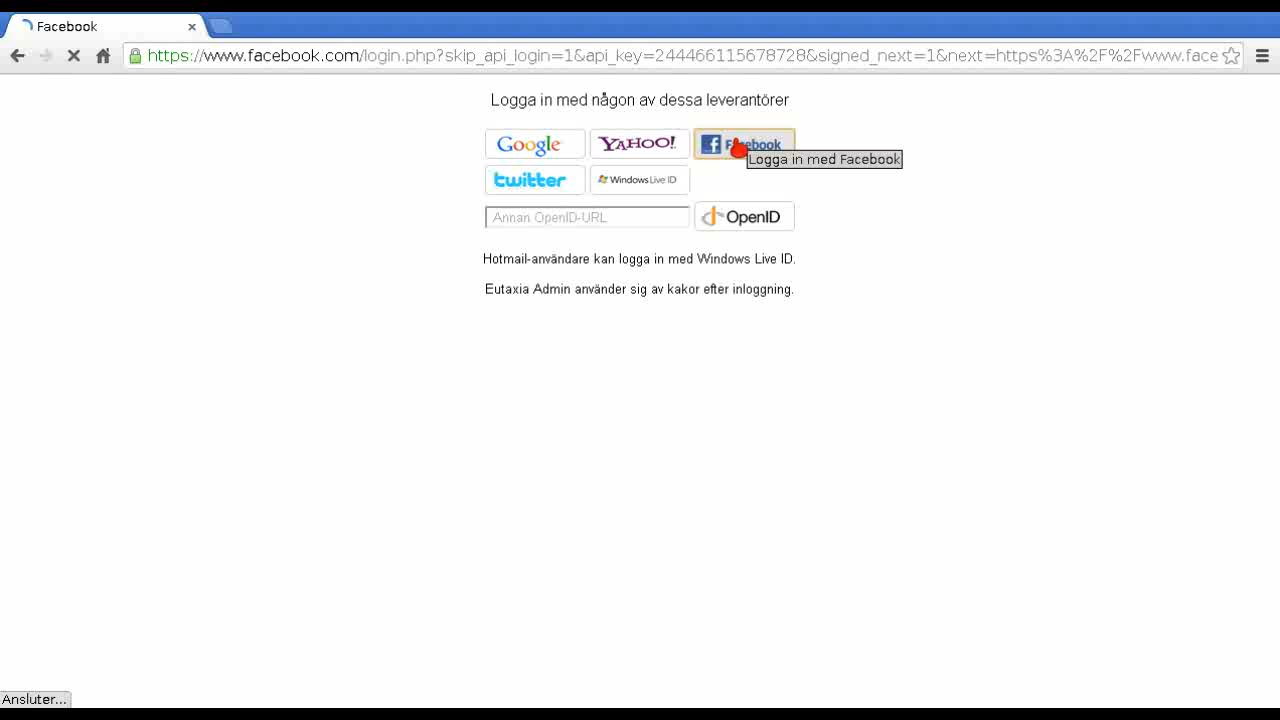 Facebook
https://www.facebook.com/login.php?skip_api_login=1&api_key=244466115678728&signed_next=1&next=https%3A%2F%2Fwww.face
Logga in med någon av dessa leverantörer
Google YAHOO! Facebook
Logga in med Facebook
twitter Windows Live ID
Annan OpenID-URL OpenID
Hotmail-användare kan logga in med Windows Live ID.
Eutaxia Admin använder sig av kakor efter inloggning.
Ansluter...